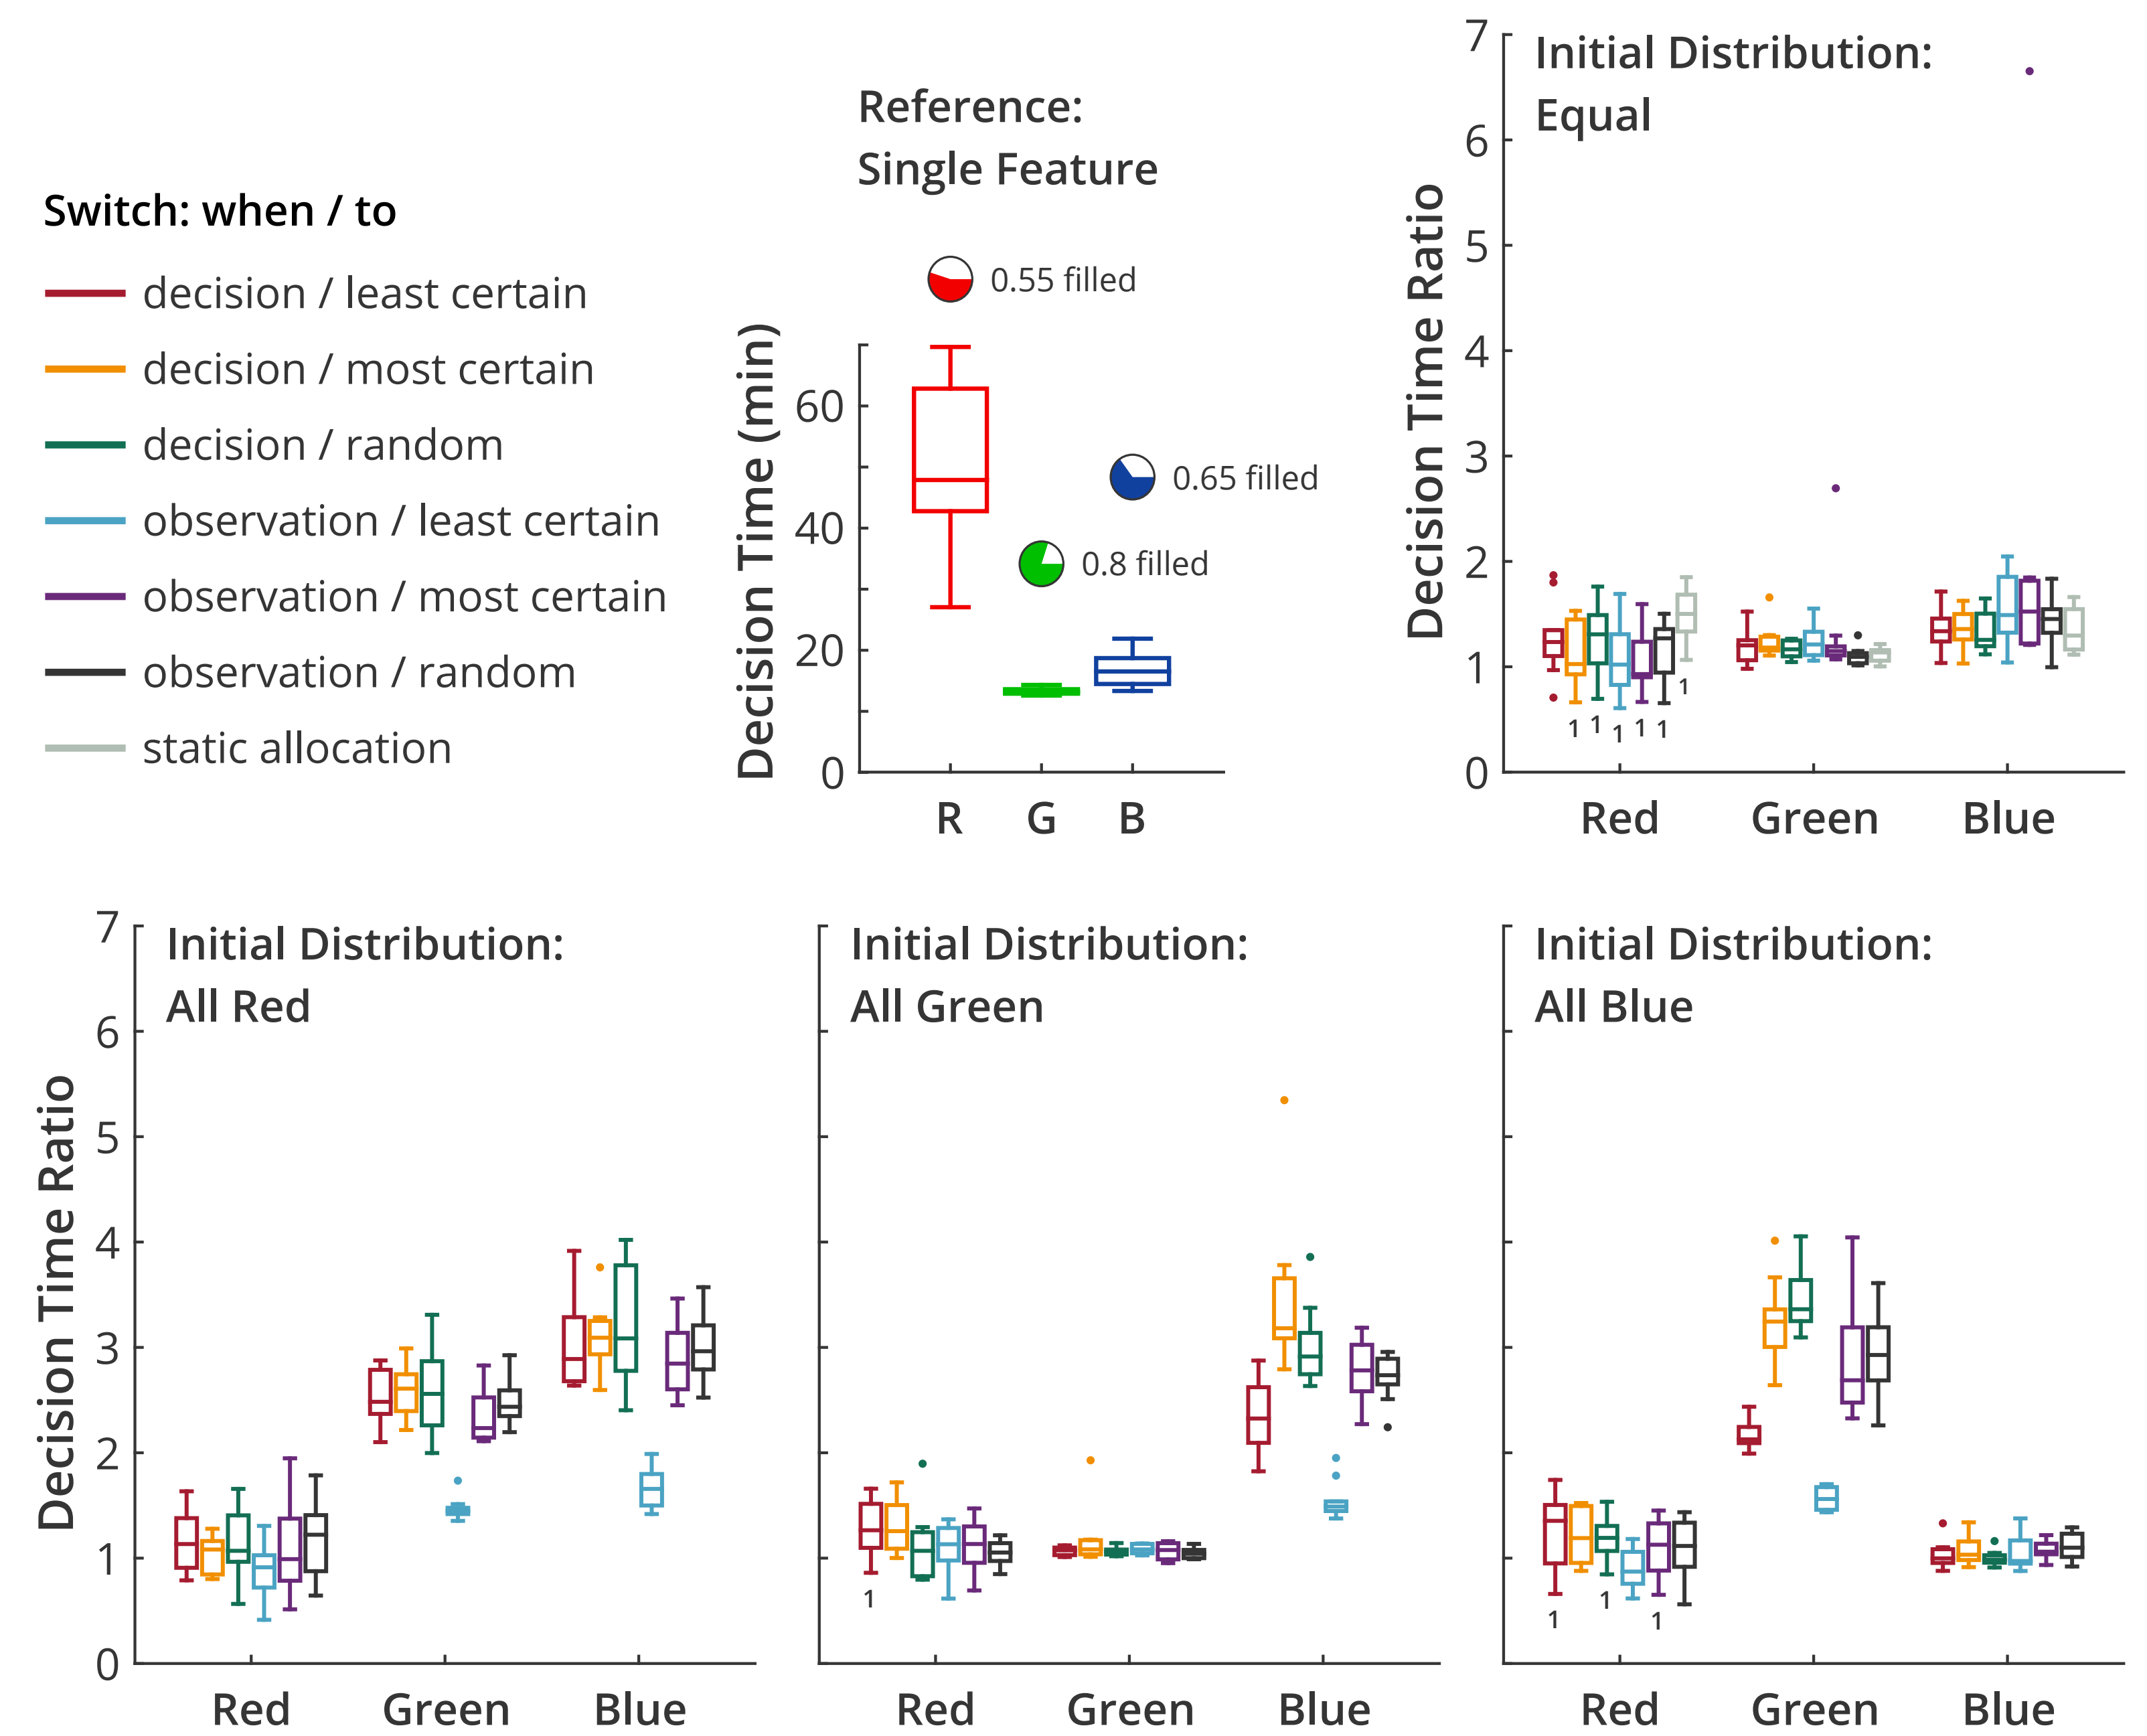 Switch: when / to
decision / least certain
decision / most certain
decision / random
observation / least certain
observation / most certain
observation / random
static allocation
Reference:
Single Feature
0.55 filled
0.65 filled
0.8 filled
Decision Time (min)
60
40
20
0
R G B
Initial Distribution:
Equal
Decision Time Ratio
7
6
5
4
3
2
1
0
1 1 1 1 1 1
Red Green Blue
Initial Distribution:
All Red
Decision Time Ratio
7
6
5
4
3
2
1
0
Red Green Blue
Initial Distribution:
All Green
1
Red Green Blue
Initial Distribution:
All Blue
1 1 1
Red Green Blue